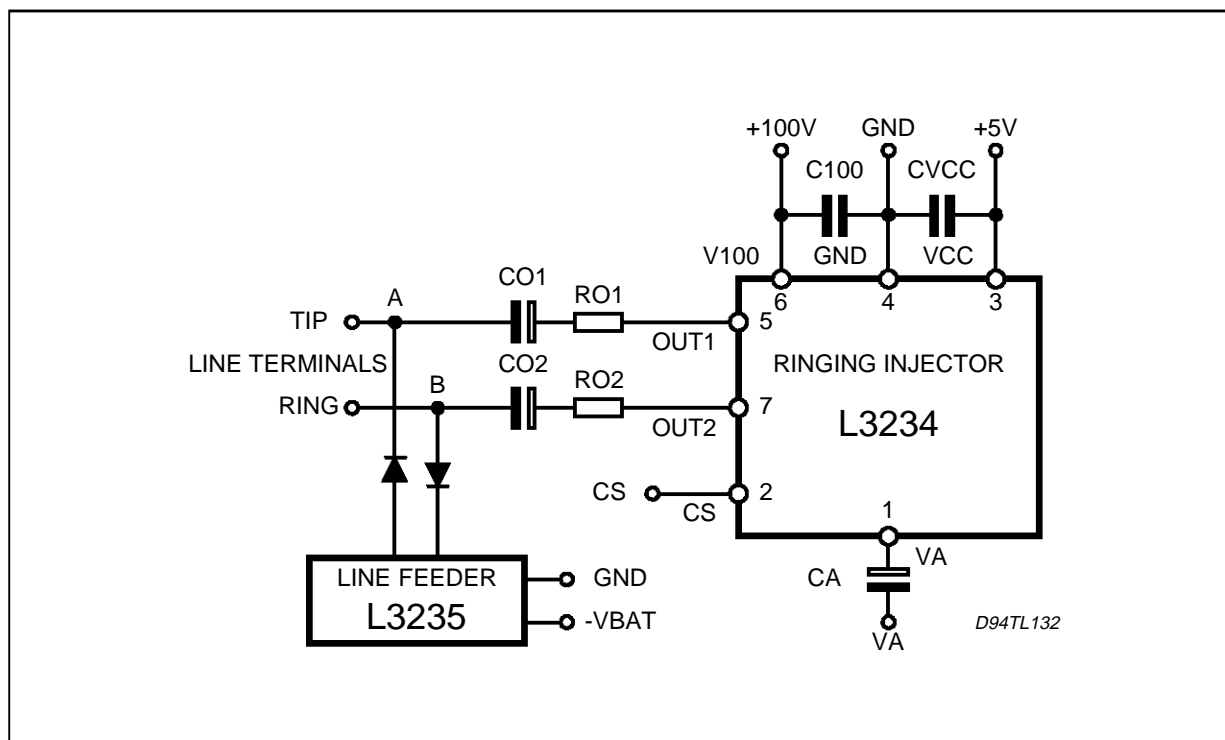 +100V GND +5V
C100 CVCC
V100 GND VCC
6 4 3
CO1 RO1
A
TIP
5
OUT1
LINE TERMINALS
RINGING INJECTOR
CO2 RO2
B
RING
7
OUT2
L3234
CS
2
CS
1
VA
CA
LINE FEEDER
GND
L3235
-VBAT
VA
D94TL132